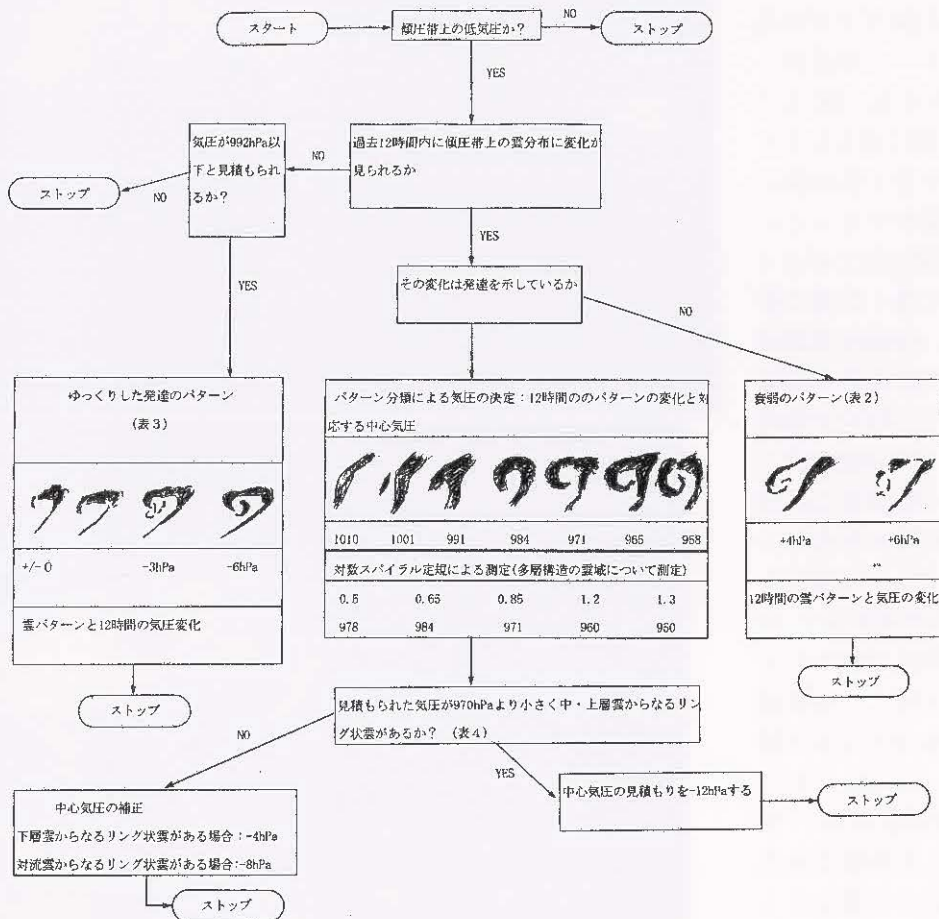 スタート
傾圧帯上の低気圧か?
NO
ストップ
YES
気圧が992hPa以
下と見積もられ
るか?
NO
過去12時間内に傾圧帯上の雲分布に変化が
見られるか
ストップ
NO
YES
YES
その変化は発達を示しているか
NO
ゆっくりした発達のパターン
(表3)
+/-0
-3hPa
-6hPa
雲パターンと12時間の気圧変化
ストップ
パターン分類による気圧の決定:12時間ののパターンの変化と対
応する中心気圧
1010 1001 991 984 971 965 968
対数スパイラル定規による測定(多層構造の雲域について測定)
0.5 0.65 0.85 1.2 1.3
978 984 971 960 950
衰弱のパターン(表2)
+4hPa
+6hPa
12時間の雲パターンと気圧の変化
ストップ
見積もられた気圧が970hPaより小さく中・上層雲からなるリン
グ状雲があるか? (表4)
NO
YES
中心気圧の見積もりを-12hPaする
ストップ
中心気圧の補正
下層雲からなるリング状雲がある場合:-4hPa
対流雲からなるリング状雲がある場合:-8hPa
ストップ